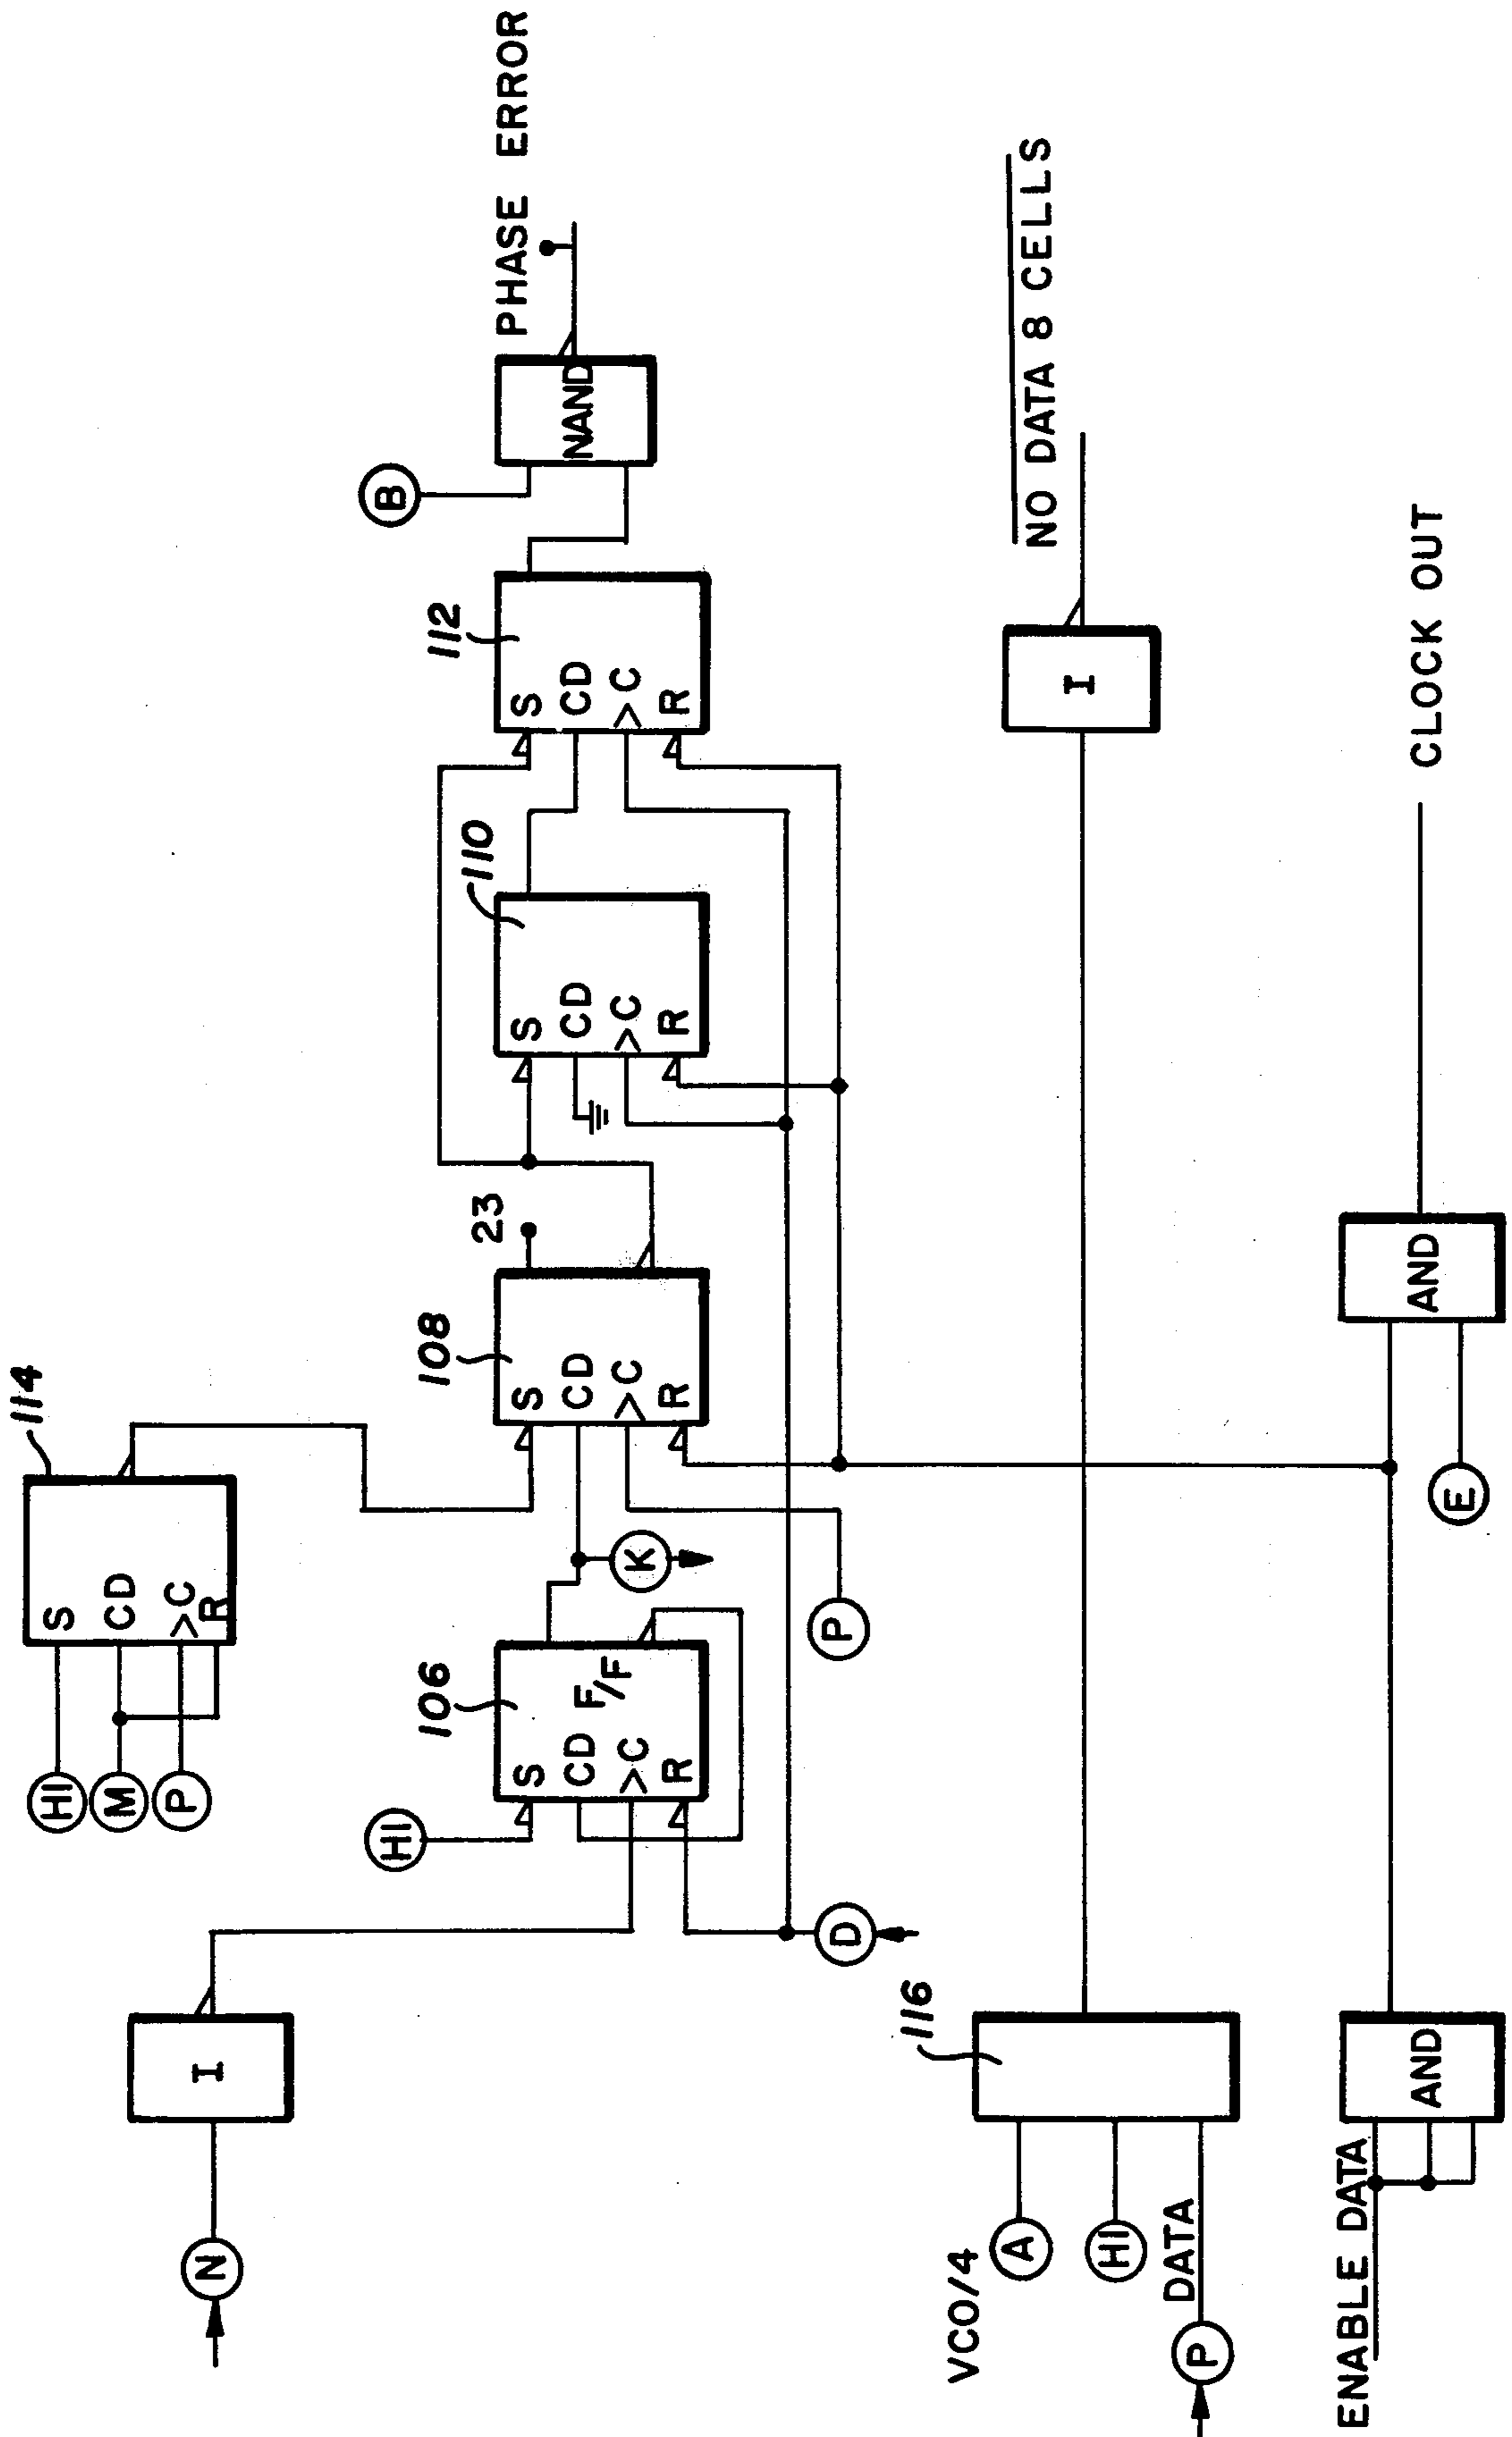 114
HI
S
M
CD
P
>C
R
N
I
HI
106
S
CD
F/F
>C
R
K
P
D
108
S
CD
>C
R
23
110
S
CD
>C
R
112
S
CD
>C
R
B
NAND
PHASE ERROR
VCO/4
A
HI
DATA
P
116
I
NO DATA 8 CELLS
ENABLE DATA
AND
E
AND
CLOCK OUT